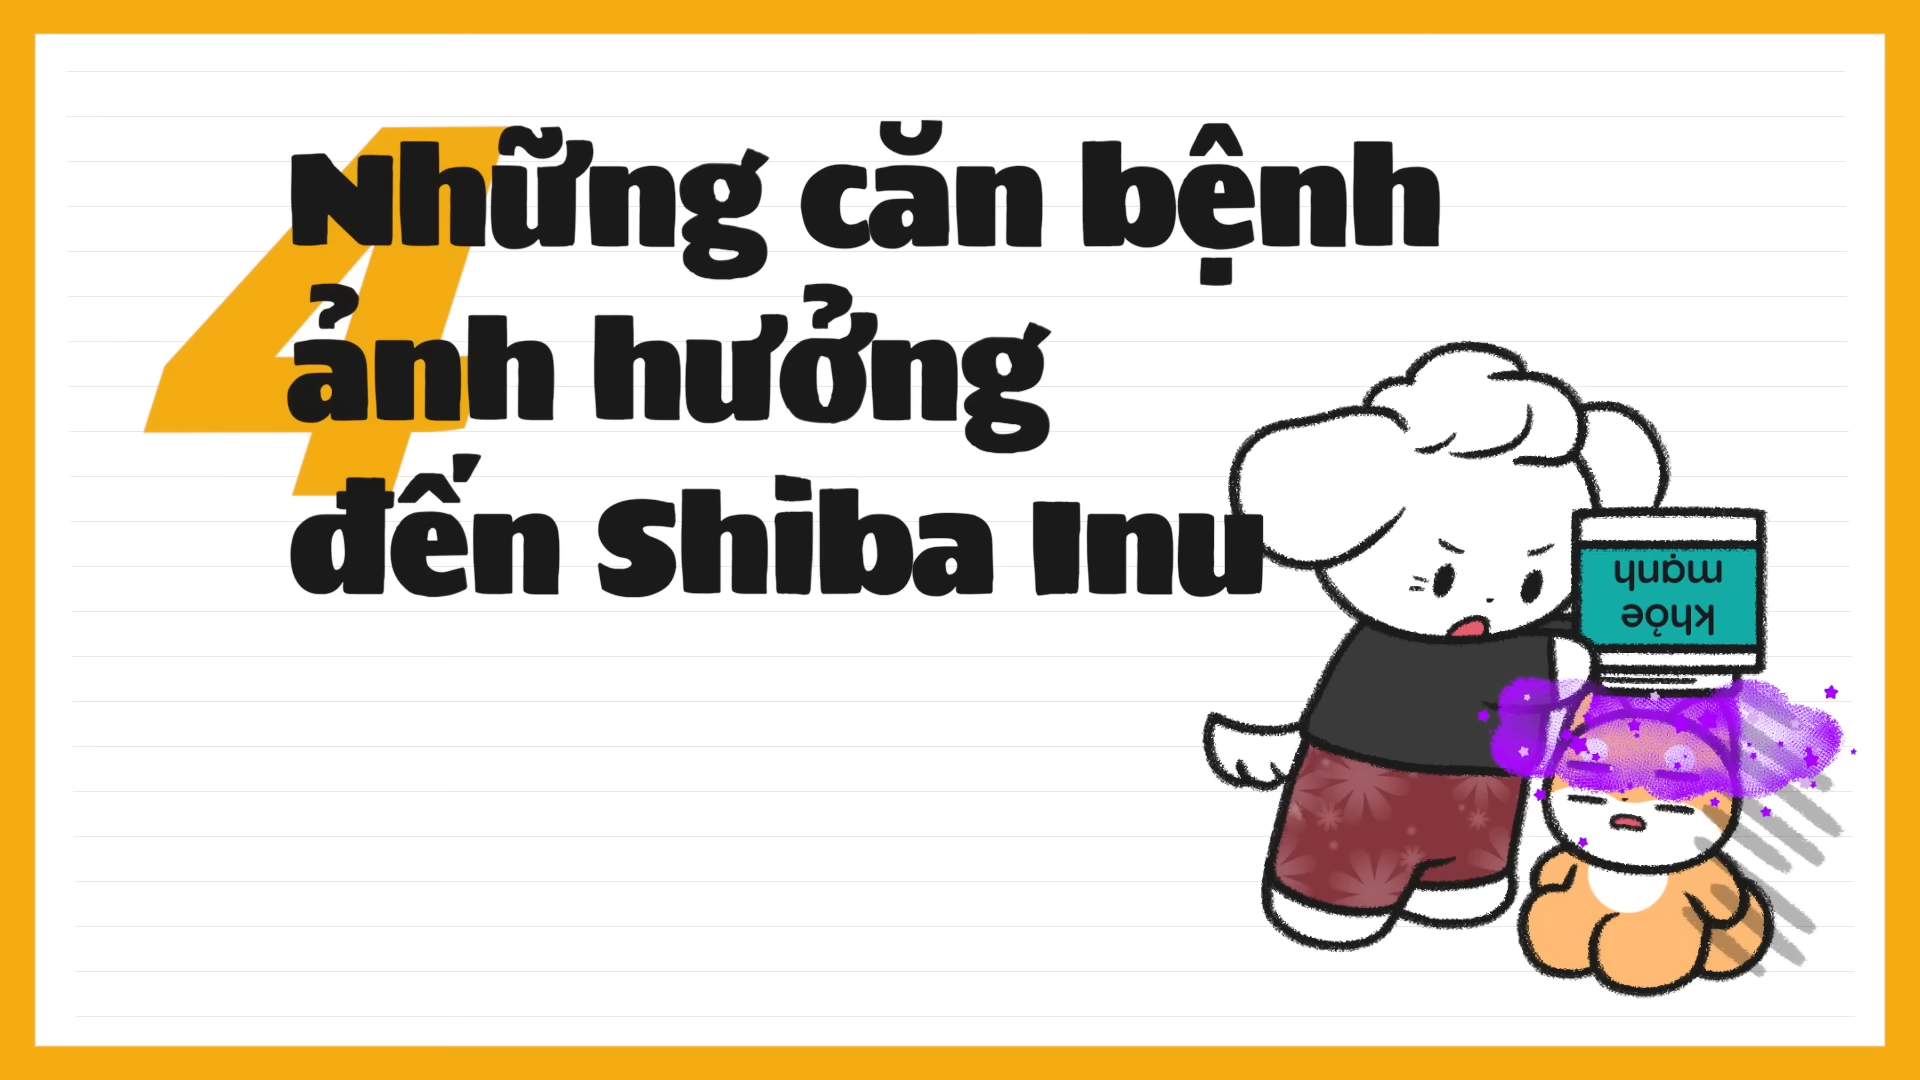 4
Những căn bệnh
ảnh hưởng
đến Shiba Inu
khỏe
mạnh